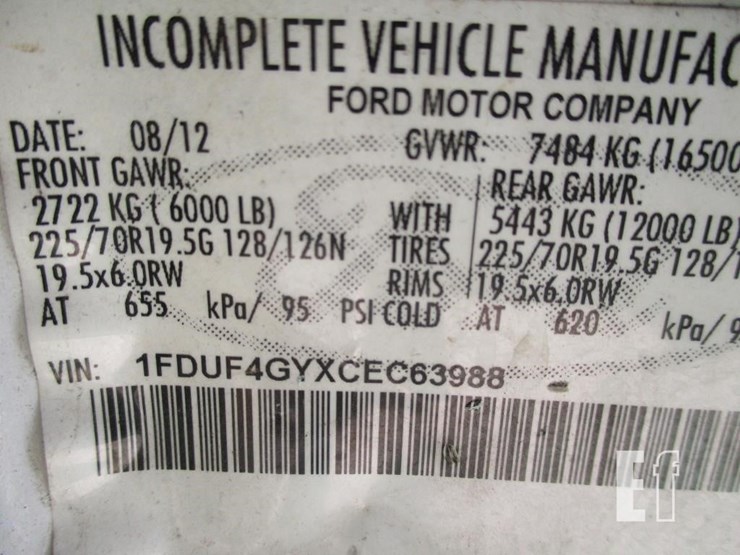 INCOMPLETE VEHICLE MANUFAC
FORD MOTOR COMPANY
DATE: 08/12 GVWR: 7484 KG (16500
FRONT GAWR: REAR GAWR:
2722 KG ( 6000 LB) WITH 5443 KG (12000 LB)
225/70R19.5G 128/126N TIRES 225/70R19.5G 128/1
19.5x6.0RW RIMS 19.5x6.0RW
AT 655 kPa/ 95 PSI COLD AT 620 kPa/ 9
VIN: 1FDUF4GYXCEC63988
Ef